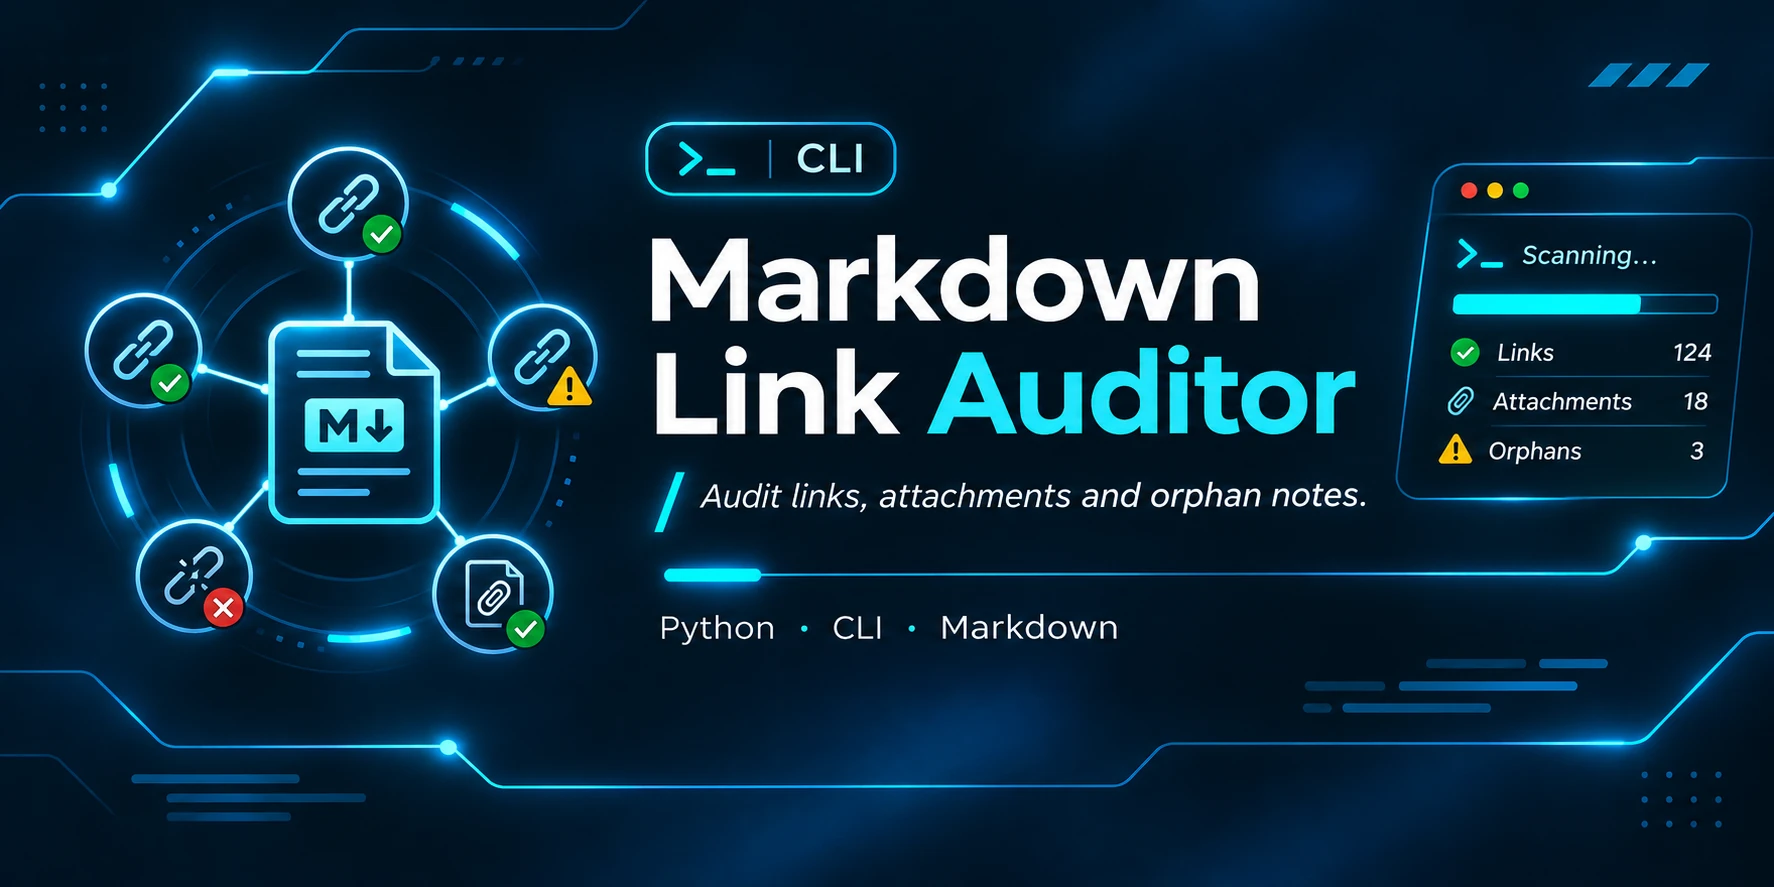 >_ | CLI
Markdown
Link Auditor
/ Audit links, attachments and orphan notes.
Python • CLI • Markdown
M↓
>_ Scanning...
Links 124
Attachments 18
Orphans 3